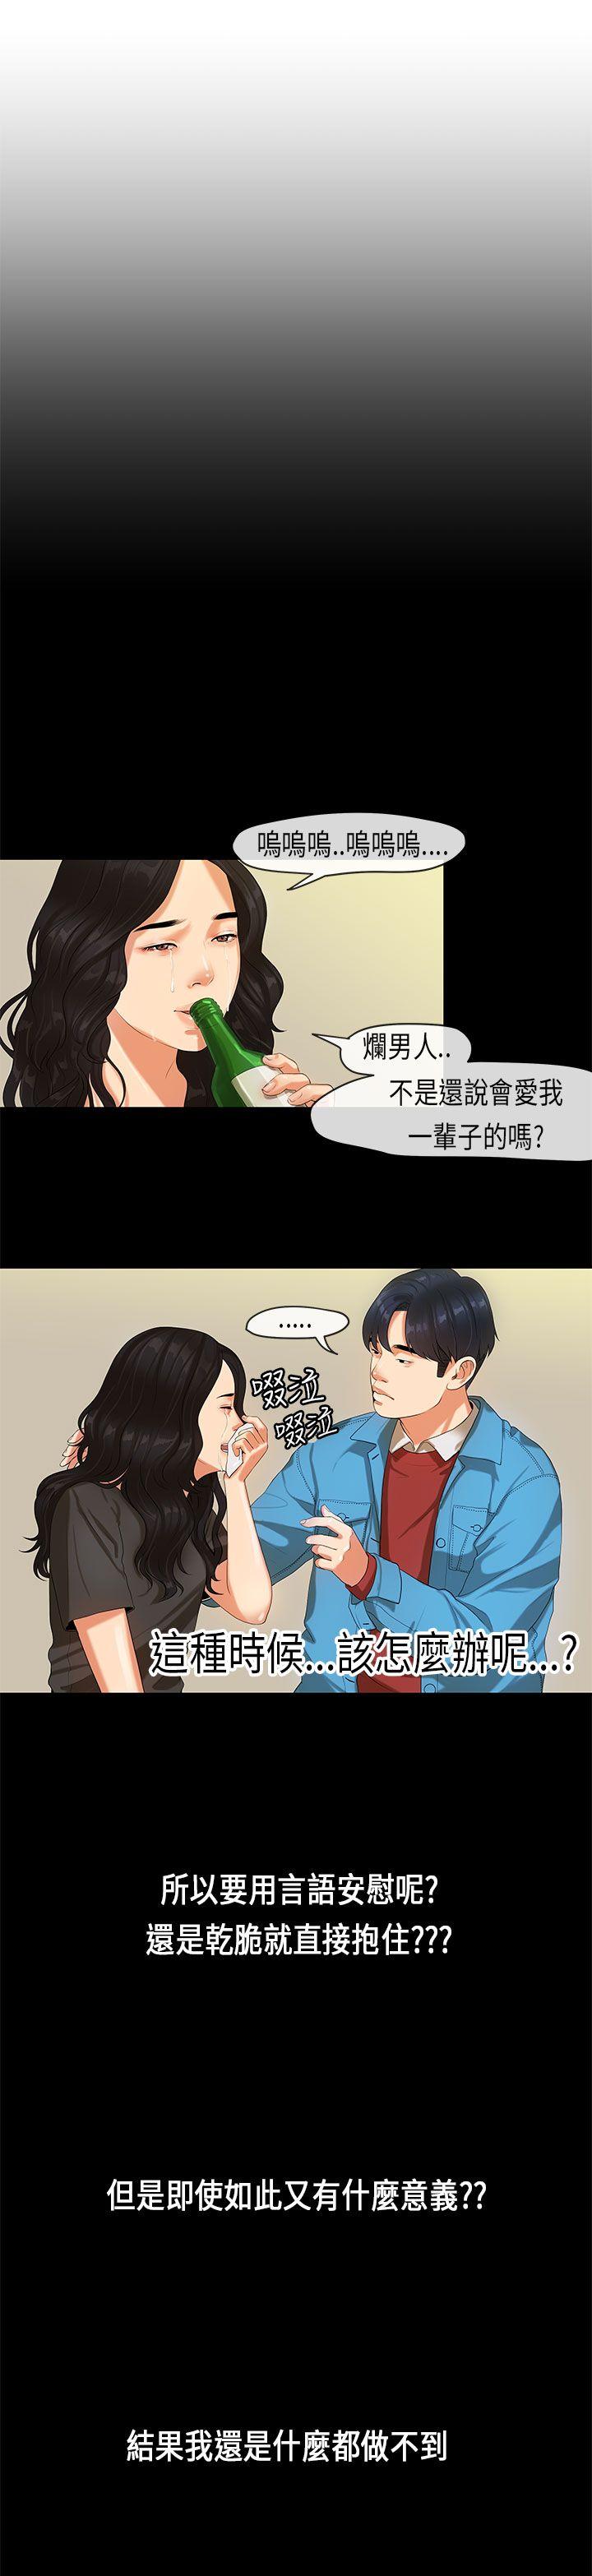 嗚嗚嗚..嗚嗚嗚....
爛男人..
不是還說會愛我
一輩子的嗎?
.....
啜泣
啜泣
這種時候...該怎麼辦呢...?
所以要用言語安慰呢?
還是乾脆就直接抱住???
但是即使如此又有什麼意義??
結果我還是什麼都做不到